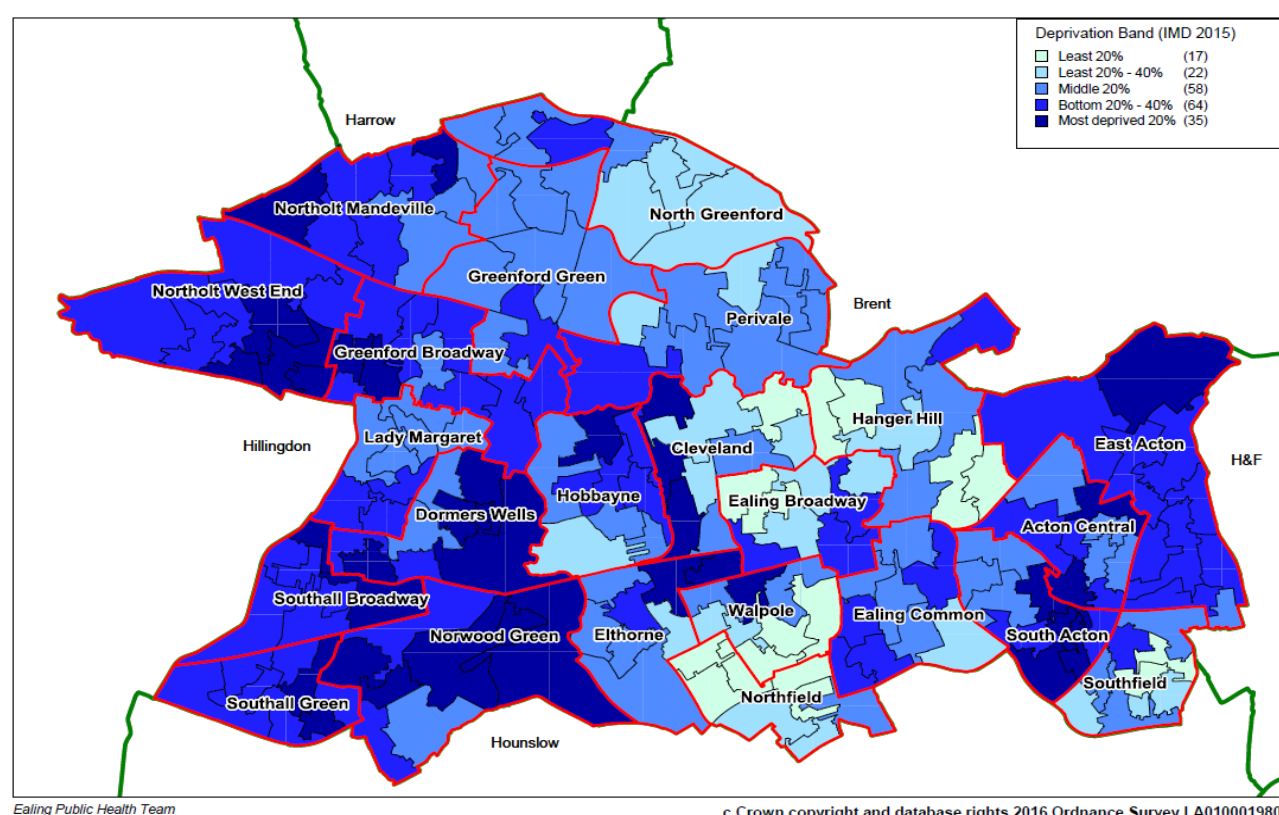 Deprivation Band (IMD 2015)
Least 20% (17)
Least 20% - 40% (22)
Middle 20% (58)
Bottom 20% - 40% (64)
Most deprived 20% (35)
Harrow
Northolt Mandeville
North Greenford
Greenford Green
Northolt West End
Brent
Perivale
Greenford Broadway
Hanger Hill
Lady Margaret
Hillingdon
Cleveland
East Acton
H&F
Hobbayne
Ealing Broadway
Dormers Wells
Acton Central
Southall Broadway
Walpole
Ealing Common
Norwood Green
Elthorne
South Acton
Southfield
Northfield
Southall Green
Hounslow
Ealing Public Health Team
c Crown copyright and database rights 2016 Ordnance Survey LA010001980